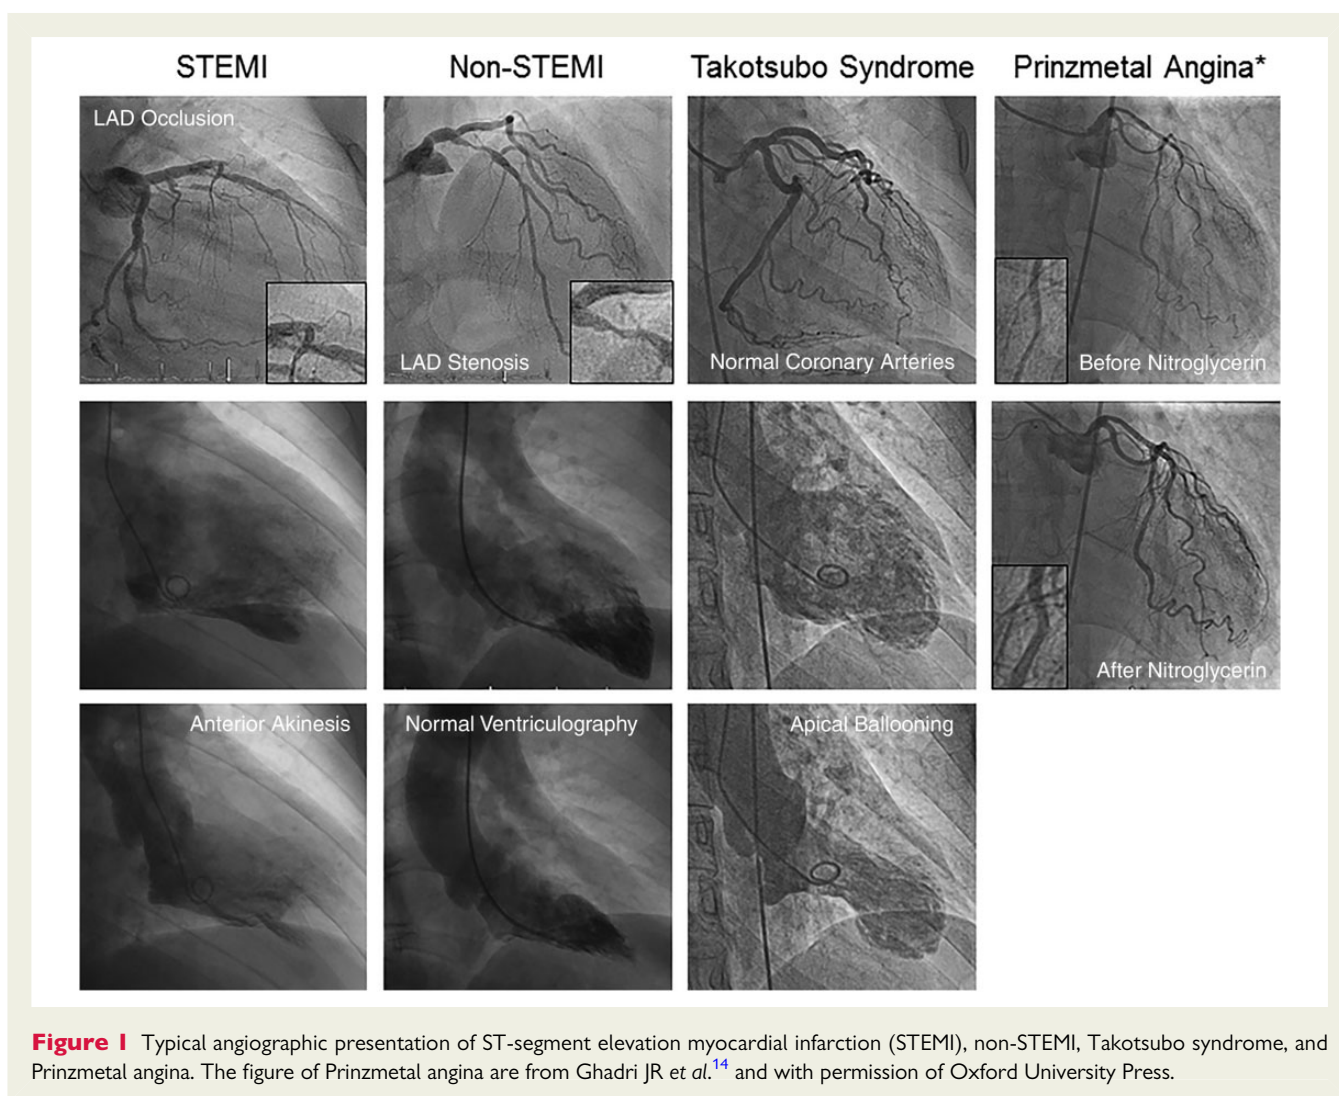 STEMI
Non-STEMI
Takotsubo Syndrome
Prinzmetal Angina*
LAD Occlusion
LAD Stenosis
Normal Coronary Arteries
Before Nitroglycerin
After Nitroglycerin
Anterior Akinesis
Normal Ventriculography
Apical Ballooning
Figure 1 Typical angiographic presentation of ST-segment elevation myocardial infarction (STEMI), non-STEMI, Takotsubo syndrome, and
Prinzmetal angina. The figure of Prinzmetal angina are from Ghadri JR et al.14 and with permission of Oxford University Press.